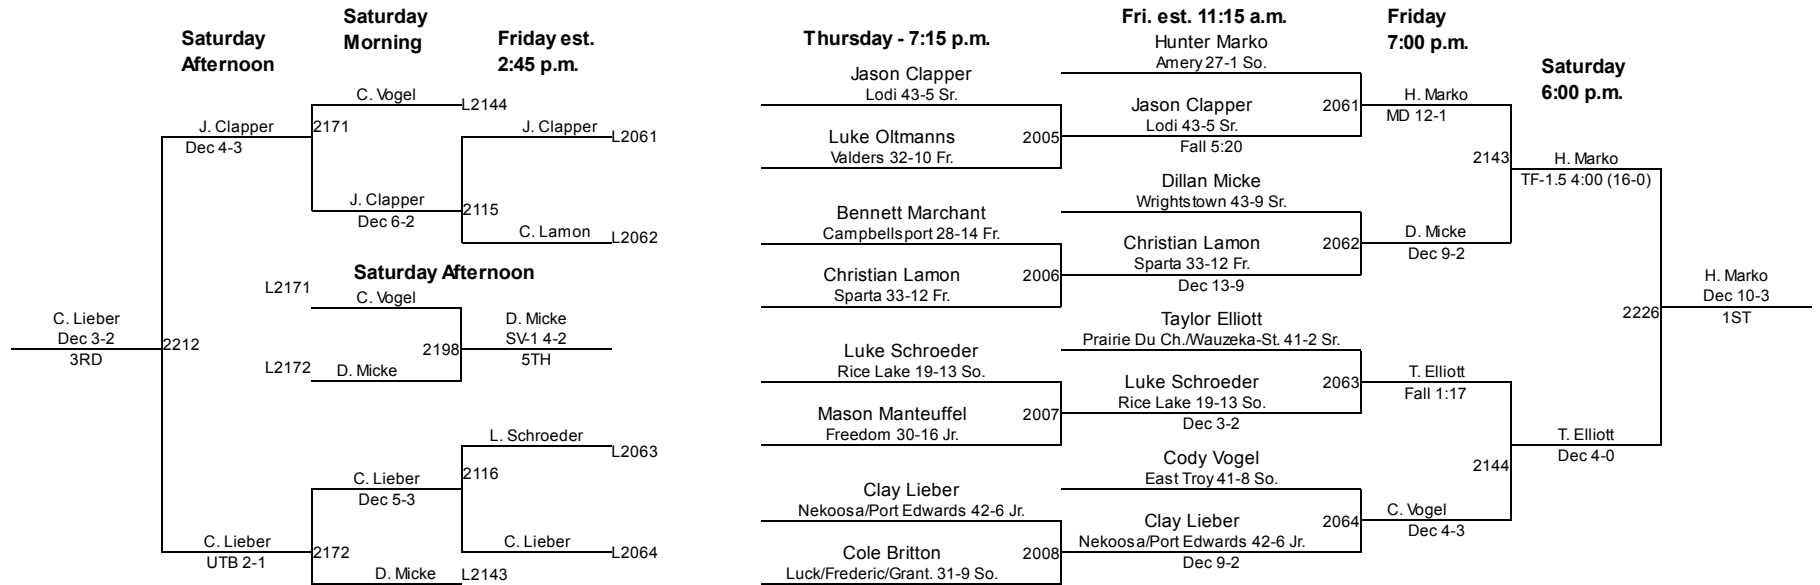 Saturday
Afternoon
Saturday
Morning
Friday est.
2:45 p.m.
C. Vogel
L2144
J. Clapper
Dec 4-3
2171
J. Clapper
L2061
J. Clapper
Dec 6-2
2115
C. Lamon
L2062
Saturday Afternoon
L2171
C. Vogel
C. Lieber
Dec 3-2
3RD
2212
2198
D. Micke
SV-1 4-2
5TH
L2172
D. Micke
L. Schroeder
L2063
C. Lieber
Dec 5-3
2116
C. Lieber
UTB 2-1
2172
C. Lieber
L2064
D. Micke
L2143
Thursday - 7:15 p.m.
Fri. est. 11:15 a.m.
Friday
7:00 p.m.
Saturday
6:00 p.m.
Hunter Marko
Amery 27-1 So.
Jason Clapper
Lodi 43-5 Sr.
Luke Oltmanns
Valders 32-10 Fr.
2005
Jason Clapper
Lodi 43-5 Sr.
Fall 5:20
2061
H. Marko
MD 12-1
2143
H. Marko
TF-1.5 4:00 (16-0)
Dillan Micke
Wrightstown 43-9 Sr.
Bennett Marchant
Campbellsport 28-14 Fr.
Christian Lamon
Sparta 33-12 Fr.
2006
Christian Lamon
Sparta 33-12 Fr.
Dec 13-9
2062
D. Micke
Dec 9-2
2226
H. Marko
Dec 10-3
1ST
Taylor Elliott
Prairie Du Ch./Wauzeka-St. 41-2 Sr.
Luke Schroeder
Rice Lake 19-13 So.
Mason Manteuffel
Freedom 30-16 Jr.
2007
Luke Schroeder
Rice Lake 19-13 So.
Dec 3-2
2063
T. Elliott
Fall 1:17
2144
T. Elliott
Dec 4-0
Cody Vogel
East Troy 41-8 So.
Clay Lieber
Nekoosa/Port Edwards 42-6 Jr.
Cole Britton
Luck/Frederic/Grant. 31-9 So.
2008
Clay Lieber
Nekoosa/Port Edwards 42-6 Jr.
Dec 9-2
2064
C. Vogel
Dec 4-3